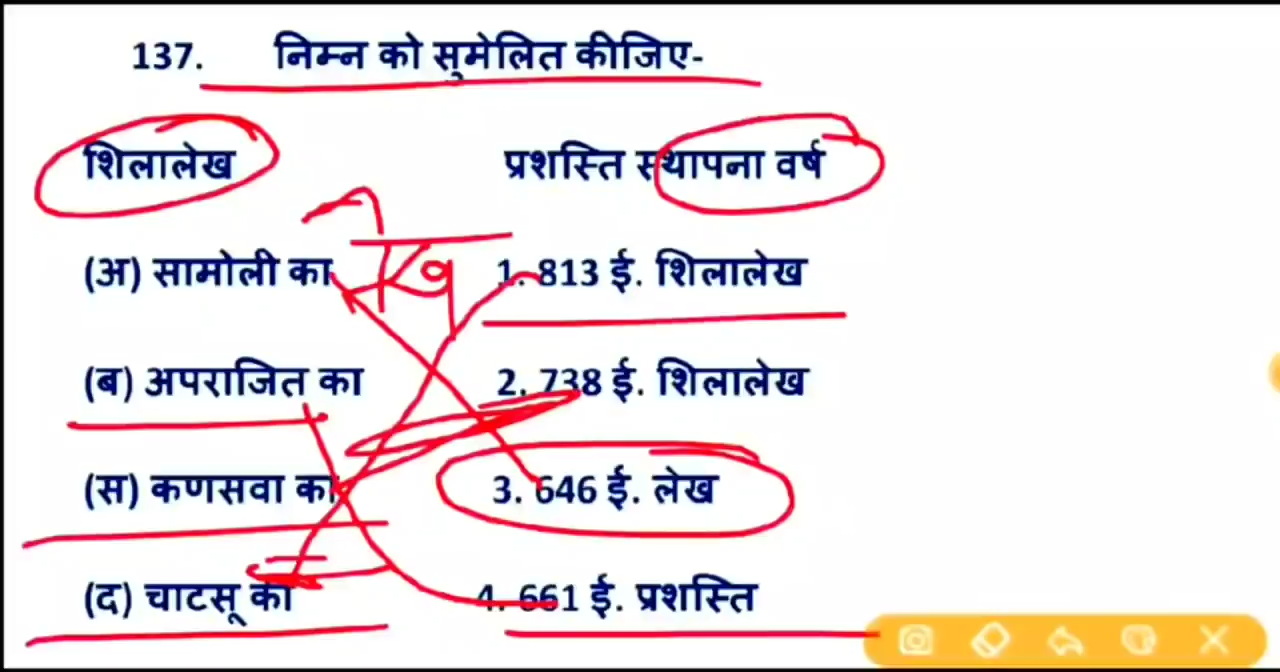 137. निम्न को सुमेलित कीजिए-
शिलालेख प्रशस्ति स्थापना वर्ष
(अ) सामोली का 1. 813 ई. शिलालेख
(ब) अपराजित का 2. 738 ई. शिलालेख
(स) कणसवा का 3. 646 ई. लेख
(द) चाटसू का 4. 661 ई. प्रशस्ति